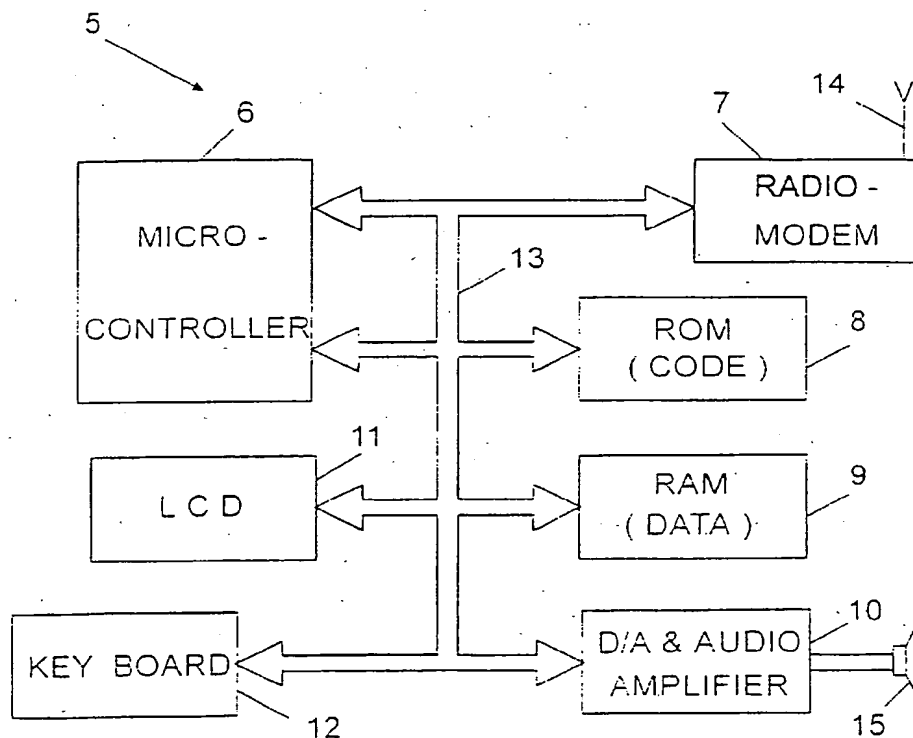 5
6
7
14
MICRO -
CONTROLLER
RADIO -
MODEM
13
ROM
( CODE )
8
11
LCD
RAM
( DATA )
9
KEY BOARD
12
D/A & AUDIO
AMPLIFIER
10
15